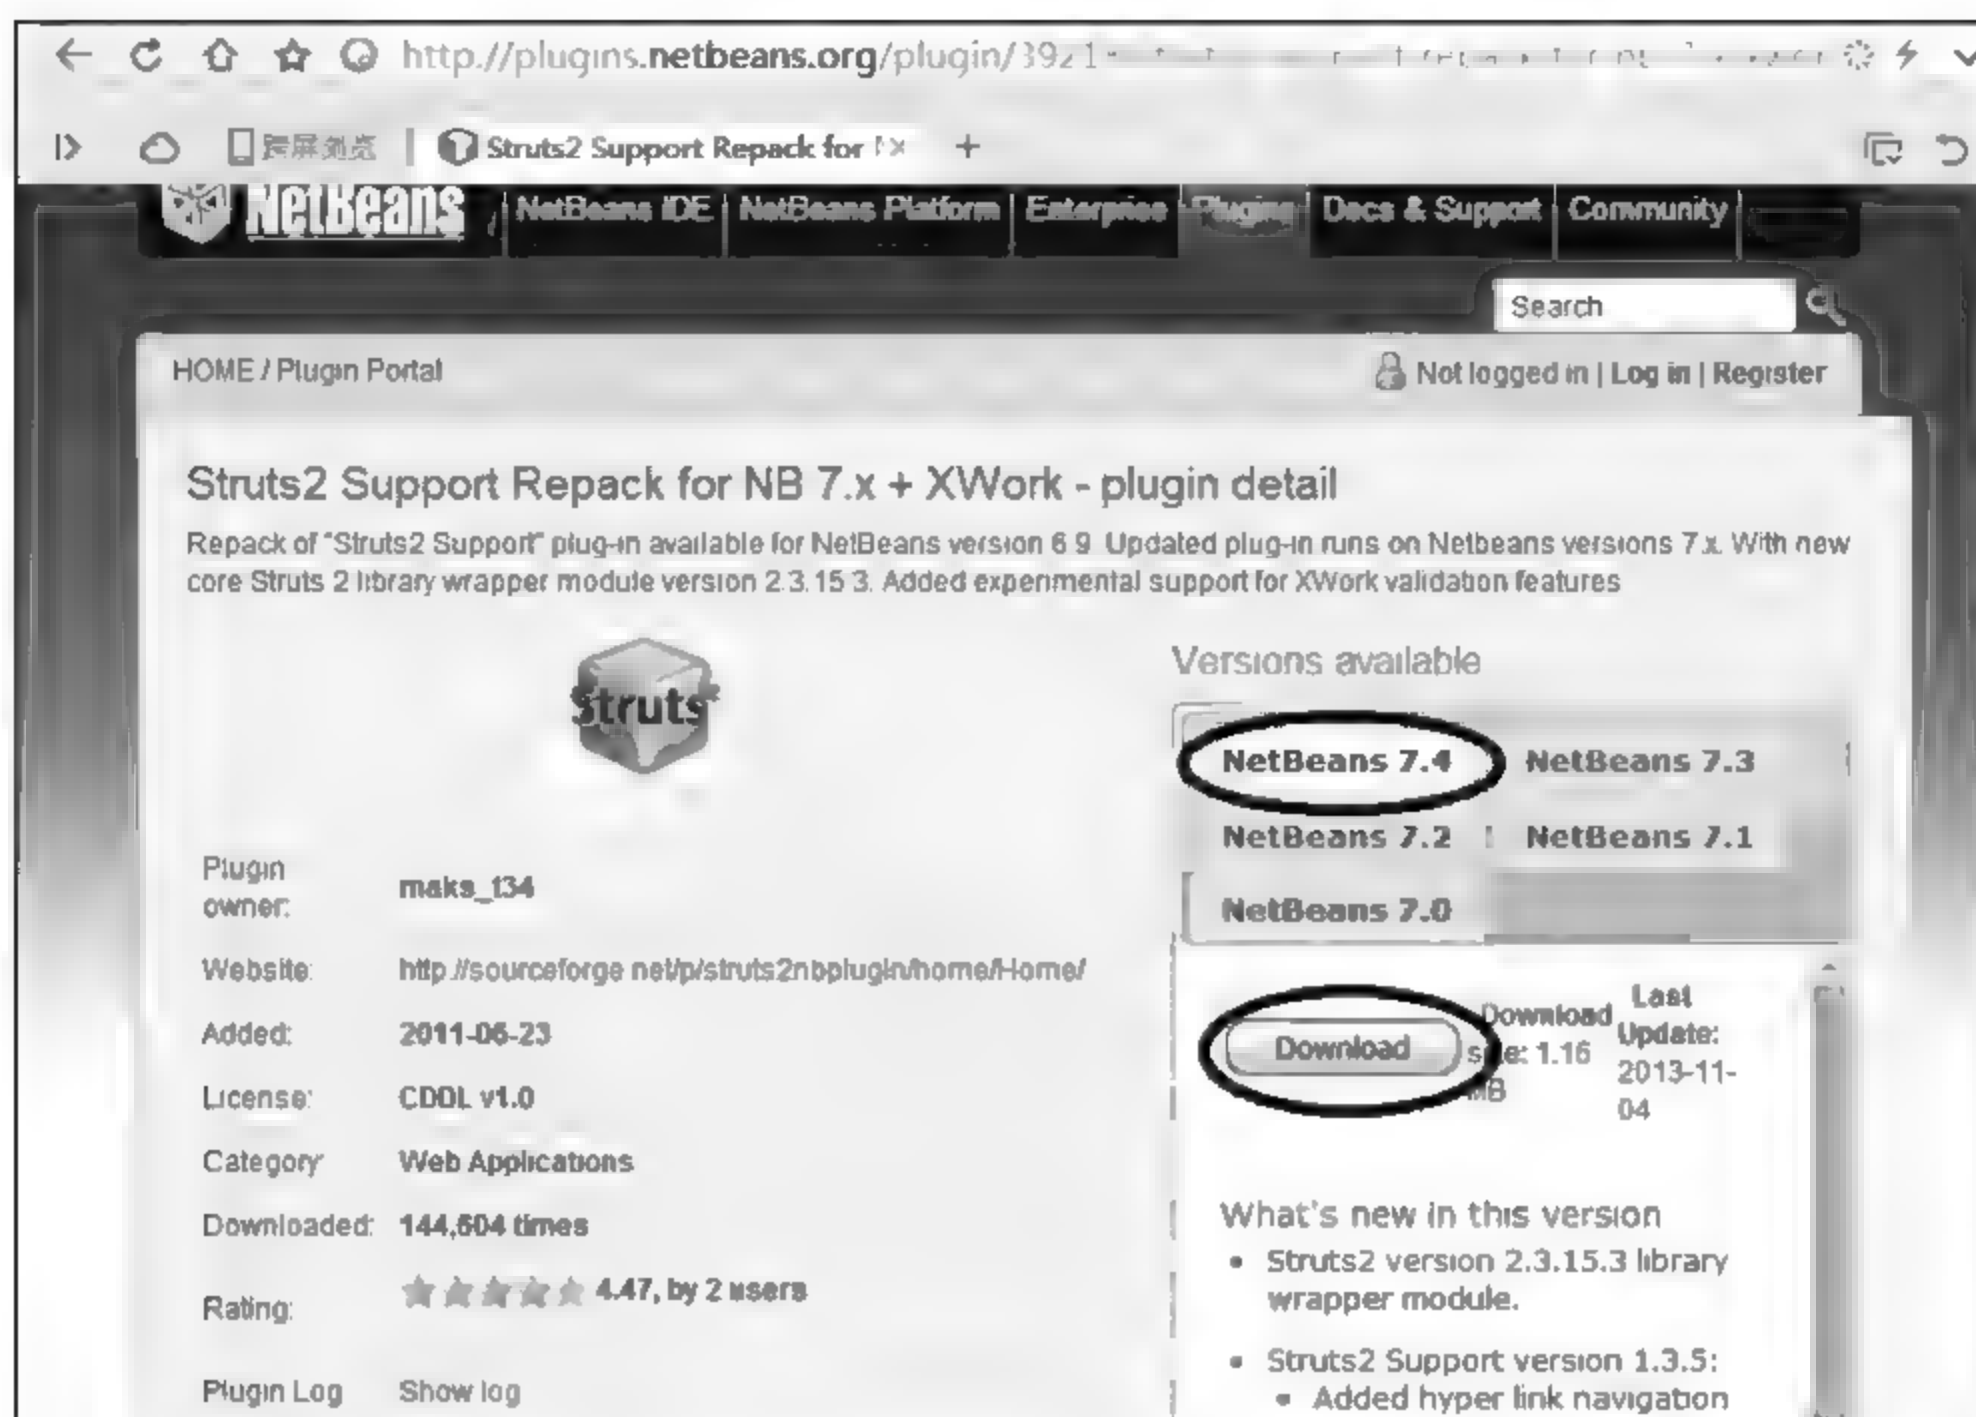 http://plugins.netbeans.org/plugin/3921
跨屏浏览 Struts2 Support Repack for
NetBeans NetBeans IDE NetBeans Platform Enterprise Plugins Docs & Support Community
Search
HOME / Plugin Portal Not logged in | Log in | Register
Struts2 Support Repack for NB 7.x + XWork - plugin detail
Repack of "Struts2 Support" plug-in available for NetBeans version 6.9. Updated plug-in runs on Netbeans versions 7.x. With new
core Struts 2 library wrapper module version 2.3.15.3. Added experimental support for XWork validation features
Struts
Versions available
NetBeans 7.4 NetBeans 7.3
NetBeans 7.2 NetBeans 7.1
NetBeans 7.0
Plugin owner: maks_t34
Website: http://sourceforge.net/p/struts2nbplugin/home/Home/
Added: 2011-06-23
License: CDDL v1.0
Category Web Applications
Downloaded: 144,604 times
Rating: 4.47, by 2 users
Plugin Log Show log
Download
Download size: 1.16 MB
Last Update: 2013-11-04
What's new in this version
• Struts2 version 2.3.15.3 library
wrapper module.
• Struts2 Support version 1.3.5:
• Added hyper link navigation